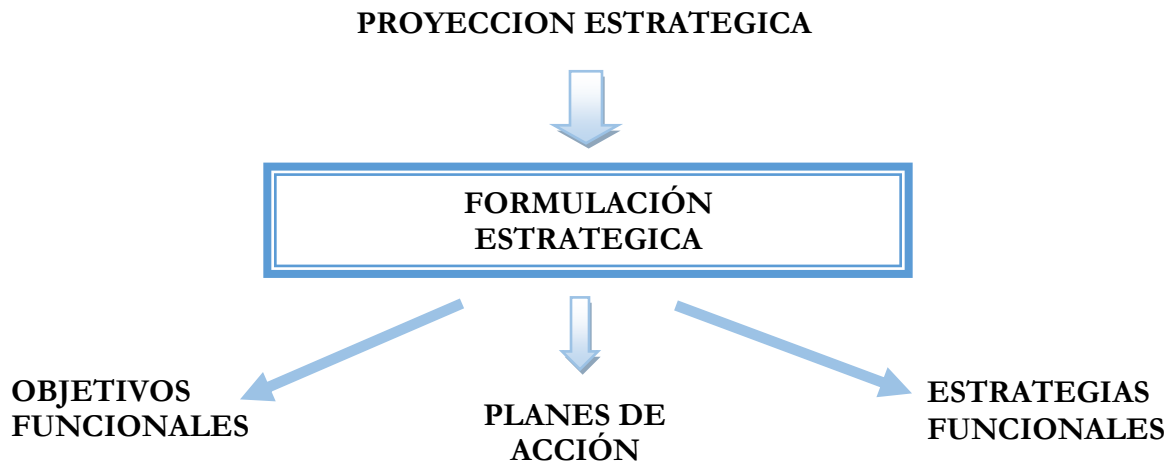 PROYECCION ESTRATEGICA
FORMULACIÓN
ESTRATEGICA
OBJETIVOS
FUNCIONALES
PLANES DE
ACCIÓN
ESTRATEGIAS
FUNCIONALES